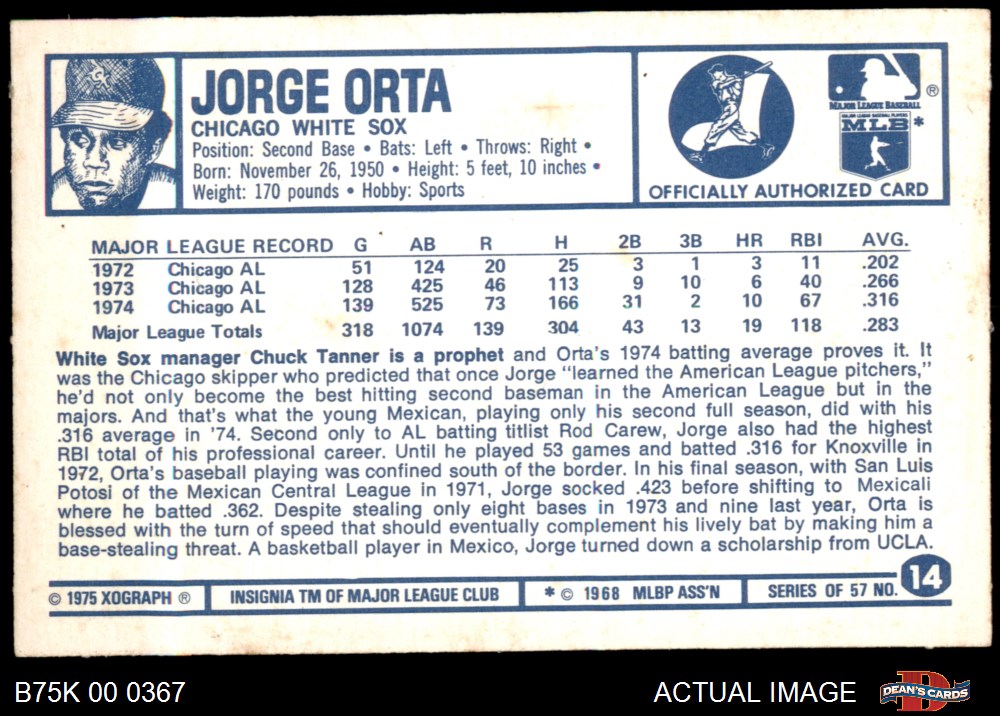 JORGE ORTA
CHICAGO WHITE SOX
Position: Second Base • Bats: Left • Throws: Right •
Born: November 26, 1950 • Height: 5 feet, 10 inches •
Weight: 170 pounds • Hobby: Sports
MAJOR LEAGUE BASEBALL ®
MAJOR LEAGUE BASEBALL PLAYERS
MLB *
OFFICIALLY AUTHORIZED CARD
MAJOR LEAGUE RECORD G AB R H 2B 3B HR RBI AVG.
1972 Chicago AL 51 124 20 25 3 1 3 11 .202
1973 Chicago AL 128 425 46 113 9 10 6 40 .266
1974 Chicago AL 139 525 73 166 31 2 10 67 .316
Major League Totals 318 1074 139 304 43 13 19 118 .283
White Sox manager Chuck Tanner is a prophet and Orta's 1974 batting average proves it. It
was the Chicago skipper who predicted that once Jorge "learned the American League pitchers,"
he'd not only become the best hitting second baseman in the American League but in the
majors. And that's what the young Mexican, playing only his second full season, did with his
.316 average in '74. Second only to AL batting titlist Rod Carew, Jorge also had the highest
RBI total of his professional career. Until he played 53 games and batted .316 for Knoxville in
1972, Orta's baseball playing was confined south of the border. In his final season, with San Luis
Potosi of the Mexican Central League in 1971, Jorge socked .423 before shifting to Mexicali
where he batted .362. Despite stealing only eight bases in 1973 and nine last year, Orta is
blessed with the turn of speed that should eventually complement his lively bat by making him a
base-stealing threat. A basketball player in Mexico, Jorge turned down a scholarship from UCLA.
© 1975 XOGRAPH ® INSIGNIA TM OF MAJOR LEAGUE CLUB * © 1968 MLBP ASS'N SERIES OF 57 NO. 14
B75K 00 0367 ACTUAL IMAGE DEAN'S CARDS